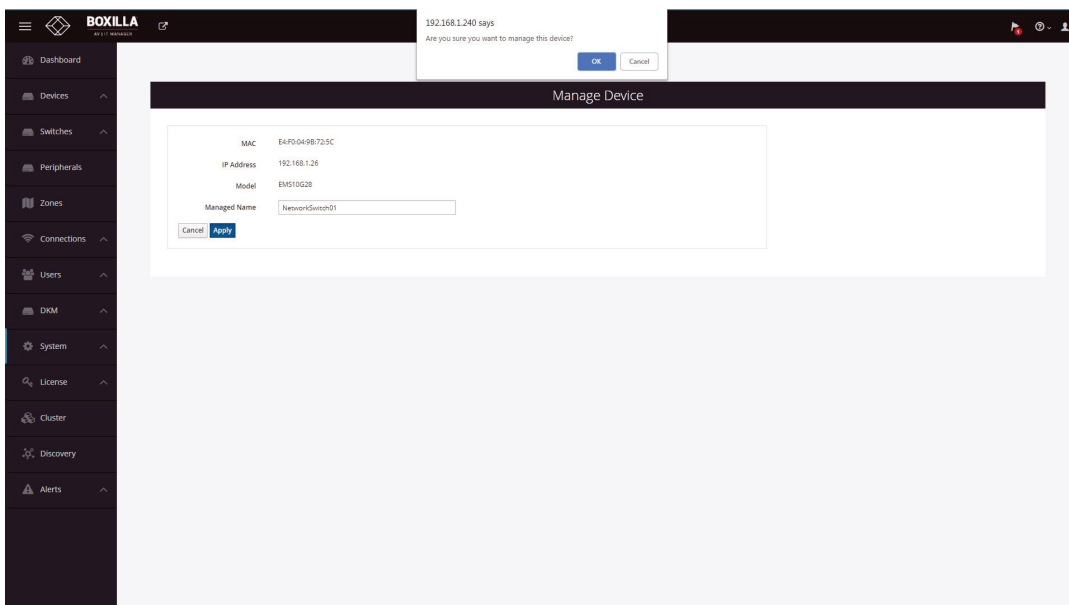 BOXILLA
AV / IT MANAGER
192.168.1.240 says
Are you sure you want to manage this device?
OK
Cancel
1
Dashboard
Devices
Switches
Peripherals
Zones
Connections
Users
DKM
System
License
Cluster
Discovery
Alerts
Manage Device
MAC E4:F0:04:9B:72:5C
IP Address 192.168.1.26
Model EMS10G28
Managed Name NetworkSwitch01
Cancel Apply